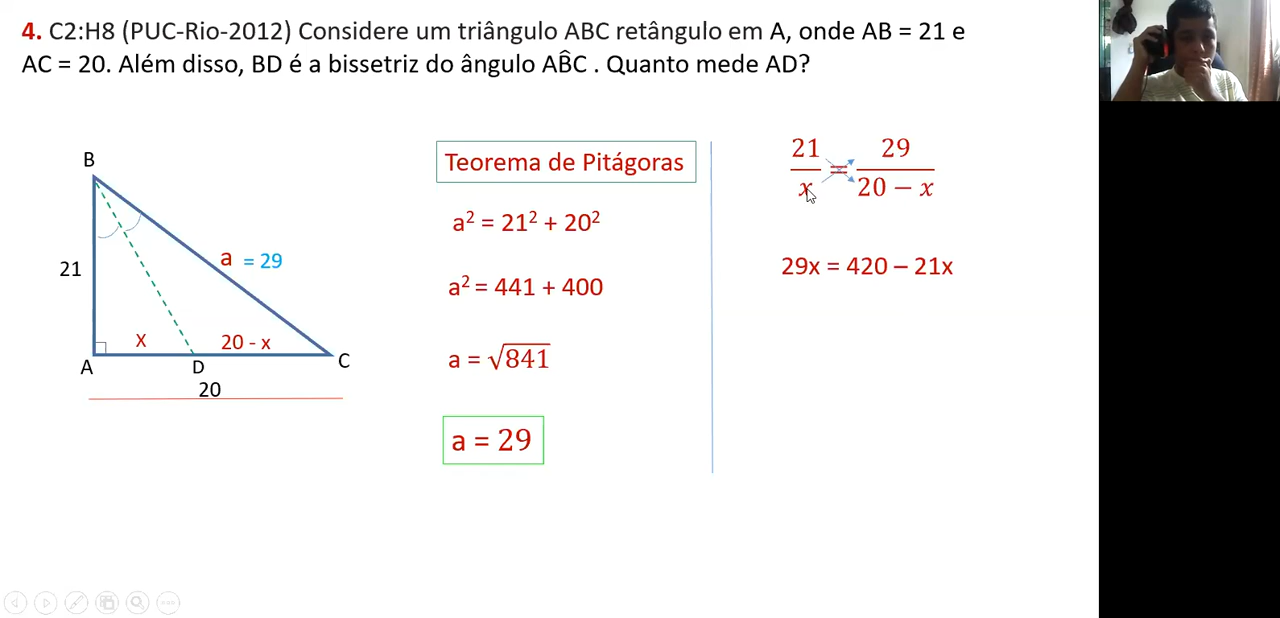 4. C2:H8 (PUC-Rio-2012) Considere um triângulo ABC retângulo em A, onde AB = 21 e
AC = 20. Além disso, BD é a bissetriz do ângulo AB̂C . Quanto mede AD?
B
21
a = 29
x
20 - x
A
D
C
20
Teorema de Pitágoras
a² = 21² + 20²
a² = 441 + 400
a = √841
a = 29
21/x = 29/(20 − x)
29x = 420 – 21x